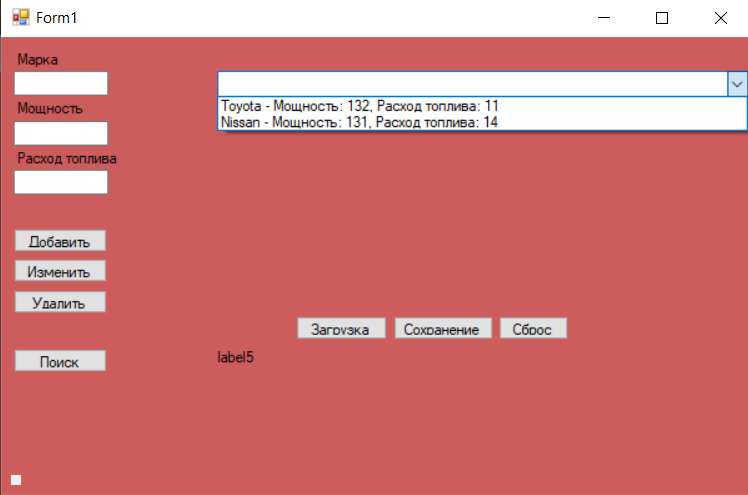 Form1
Марка
Мощность
Расход топлива
Toyota - Мощность: 132, Расход топлива: 11
Nissan - Мощность: 131, Расход топлива: 14
Добавить
Изменить
Удалить
Загрузка
Сохранение
Сброс
Поиск
label5